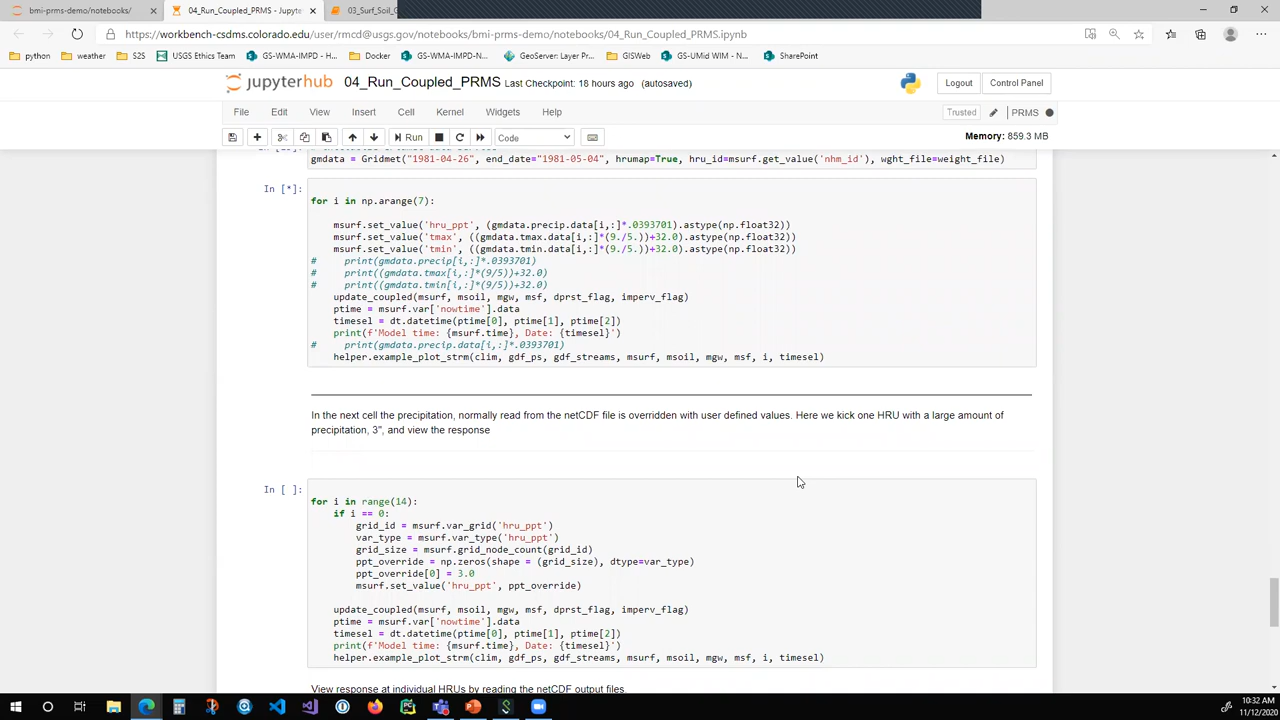 bmi-prms-demo/notebooks/
04_Run_Coupled_PRMS - Jupyte
03_Surf_Soil_G
https://workbench-csdms.colorado.edu/user/rmcd@usgs.gov/notebooks/bmi-prms-demo/notebooks/04_Run_Coupled_PRMS.ipynb
python weather S2S USGS Ethics Team GS-WMA-IMPD - H... Docker GS-WMA-IMPD-N... GeoServer: Layer Pr... GISWeb GS-UMid WIM - N... SharePoint
jupyterhub 04_Run_Coupled_PRMS Last Checkpoint: 18 hours ago (autosaved) Logout Control Panel
File Edit View Insert Cell Kernel Widgets Help Trusted PRMS
Run Code Memory: 859.3 MB
gmdata = Gridmet("1981-04-26", end_date="1981-05-04", hrumap=True, hru_id=msurf.get_value('nhm_id'), wght_file=weight_file)
In [*]:
for i in np.arange(7):
msurf.set_value('hru_ppt', (gmdata.precip.data[i,:]*.0393701).astype(np.float32))
msurf.set_value('tmax', ((gmdata.tmax.data[i,:]*(9./5.))+32.0).astype(np.float32))
msurf.set_value('tmin', ((gmdata.tmin.data[i,:]*(9./5.))+32.0).astype(np.float32))
# print(gmdata.precip[i,:]*.0393701)
# print((gmdata.tmax[i,:]*(9/5))+32.0)
# print((gmdata.tmin[i,:]*(9/5))+32.0)
update_coupled(msurf, msoil, mgw, msf, dprst_flag, imperv_flag)
ptime = msurf.var['nowtime'].data
timesel = dt.datetime(ptime[0], ptime[1], ptime[2])
print(f'Model time: {msurf.time}, Date: {timesel}')
# print(gmdata.precip.data[i,:]*.0393701)
helper.example_plot_strm(clim, gdf_ps, gdf_streams, msurf, msoil, mgw, msf, i, timesel)
In the next cell the precipitation, normally read from the netCDF file is overridden with user defined values. Here we kick one HRU with a large amount of
precipitation, 3", and view the response
In [ ]:
for i in range(14):
if i == 0:
grid_id = msurf.var_grid('hru_ppt')
var_type = msurf.var_type('hru_ppt')
grid_size = msurf.grid_node_count(grid_id)
ppt_override = np.zeros(shape = (grid_size), dtype=var_type)
ppt_override[0] = 3.0
msurf.set_value('hru_ppt', ppt_override)
update_coupled(msurf, msoil, mgw, msf, dprst_flag, imperv_flag)
ptime = msurf.var['nowtime'].data
timesel = dt.datetime(ptime[0], ptime[1], ptime[2])
print(f'Model time: {msurf.time}, Date: {timesel}')
helper.example_plot_strm(clim, gdf_ps, gdf_streams, msurf, msoil, mgw, msf, i, timesel)
View response at individual HRUs by reading the netCDF output files.
10:32 AM
11/12/2020